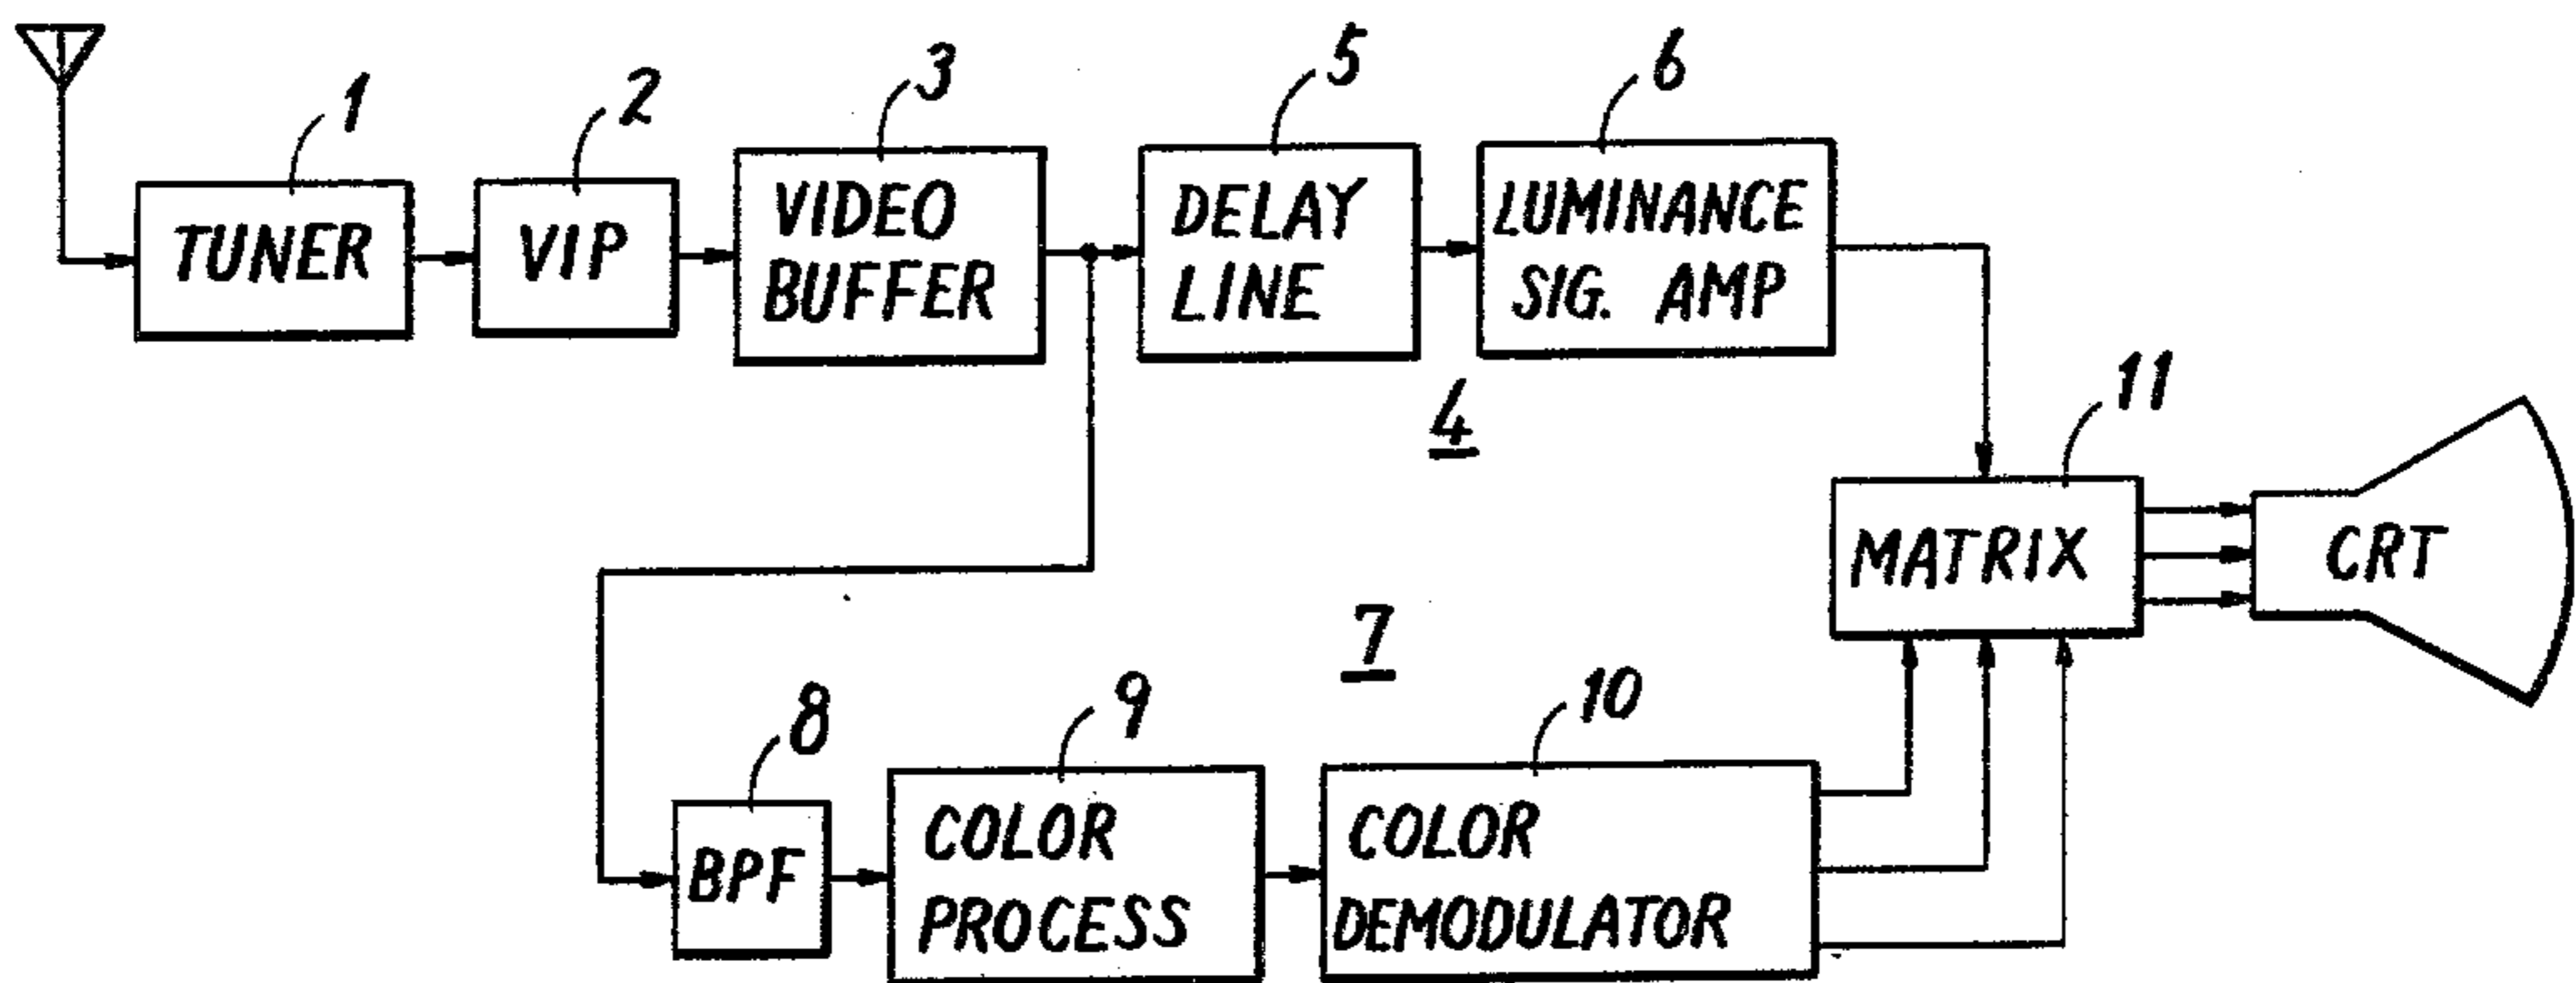 1
2
3
5
6
TUNER
VIP
VIDEO
BUFFER
DELAY
LINE
LUMINANCE
SIG. AMP
4
11
MATRIX
CRT
7
8
9
10
BPF
COLOR
PROCESS
COLOR
DEMODULATOR